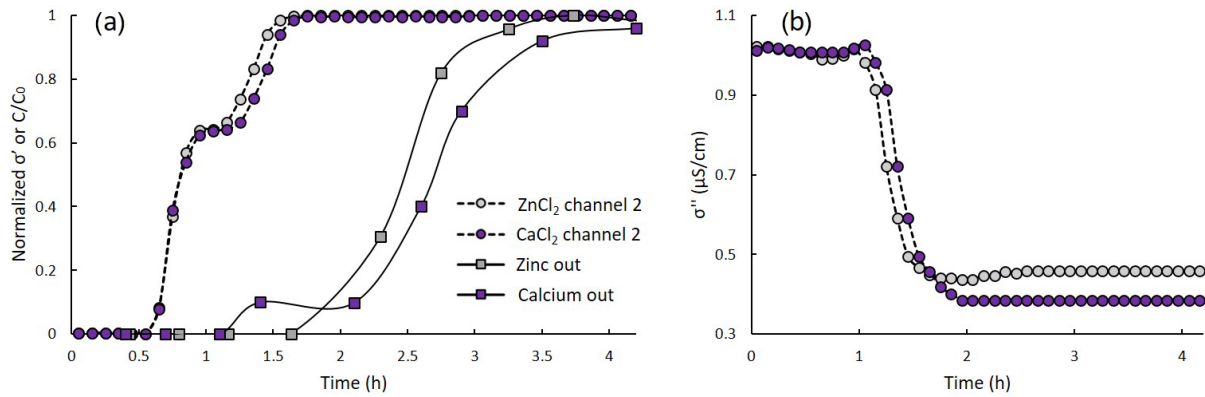 (a)
Normalized σ' or C/C₀
1
0.8
0.6
0.4
0.2
0
0 0.5 1 1.5 2 2.5 3 3.5 4
Time (h)
ZnCl₂ channel 2
CaCl₂ channel 2
Zinc out
Calcium out
(b)
σ'' (μS/cm)
1.1
0.9
0.7
0.5
0.3
0 1 2 3 4
Time (h)